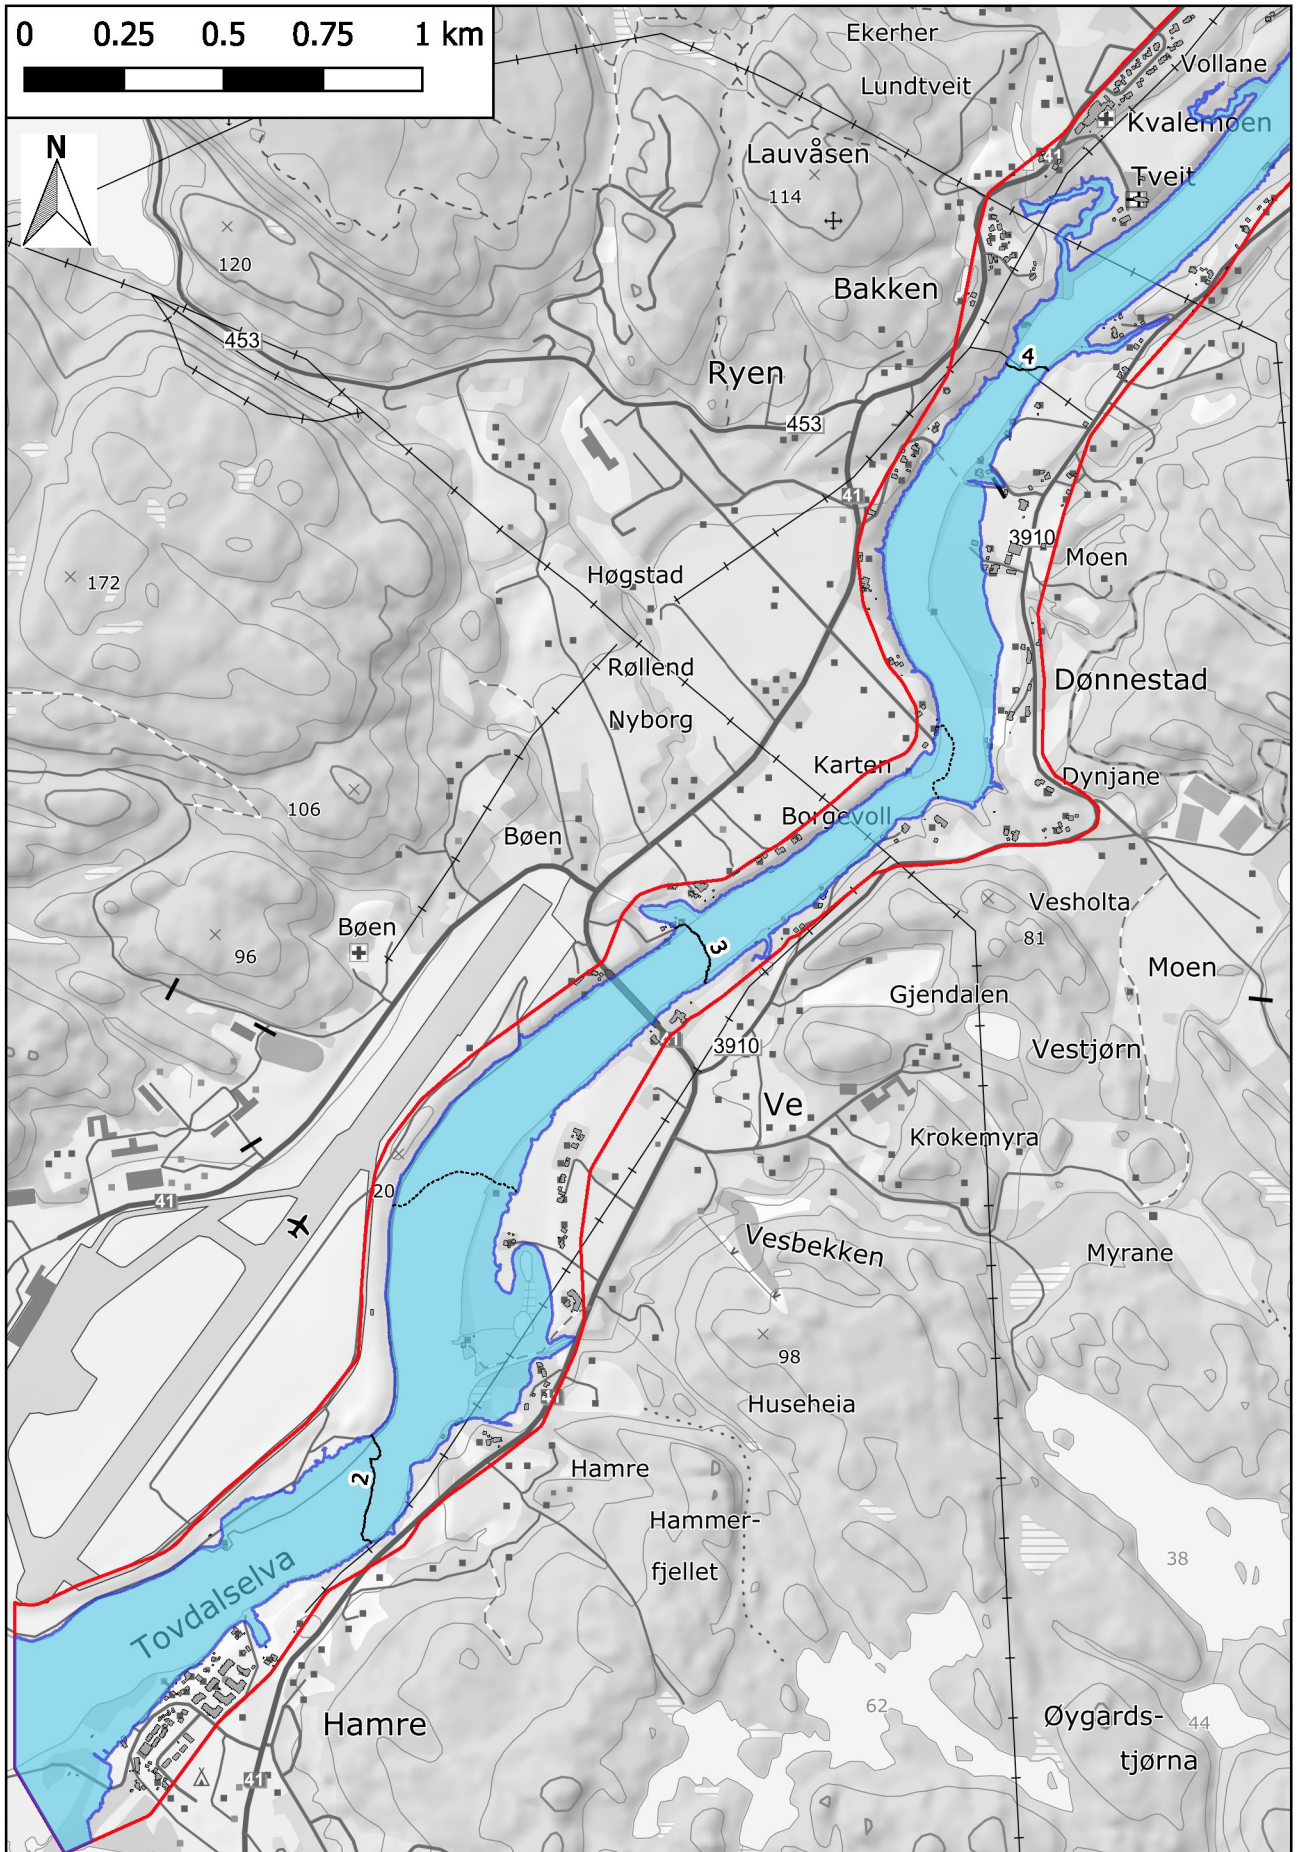 0 0.25 0.5 0.75 1 km
N
Ekerher
Vollane
Lundtveit
Kvalemoen
Lauvåsen
41
Tveit
114
120
Bakken
453
4
Ryen
453
41
3910
Moen
172
Høgstad
Røllend
Dønnestad
Nyborg
Karten
Dynjane
106
Borgevoll
Bøen
Vesholta
Bøen
3
81
96
Moen
Gjendalen
3910
Vestjørn
Ve
Krokemyra
20
41
Vesbekken
Myrane
98
Huseheia
2
Hamre
Hammer-
fjellet
38
Tovdalselva
62
Øygards-
44
Hamre
tjørna
41